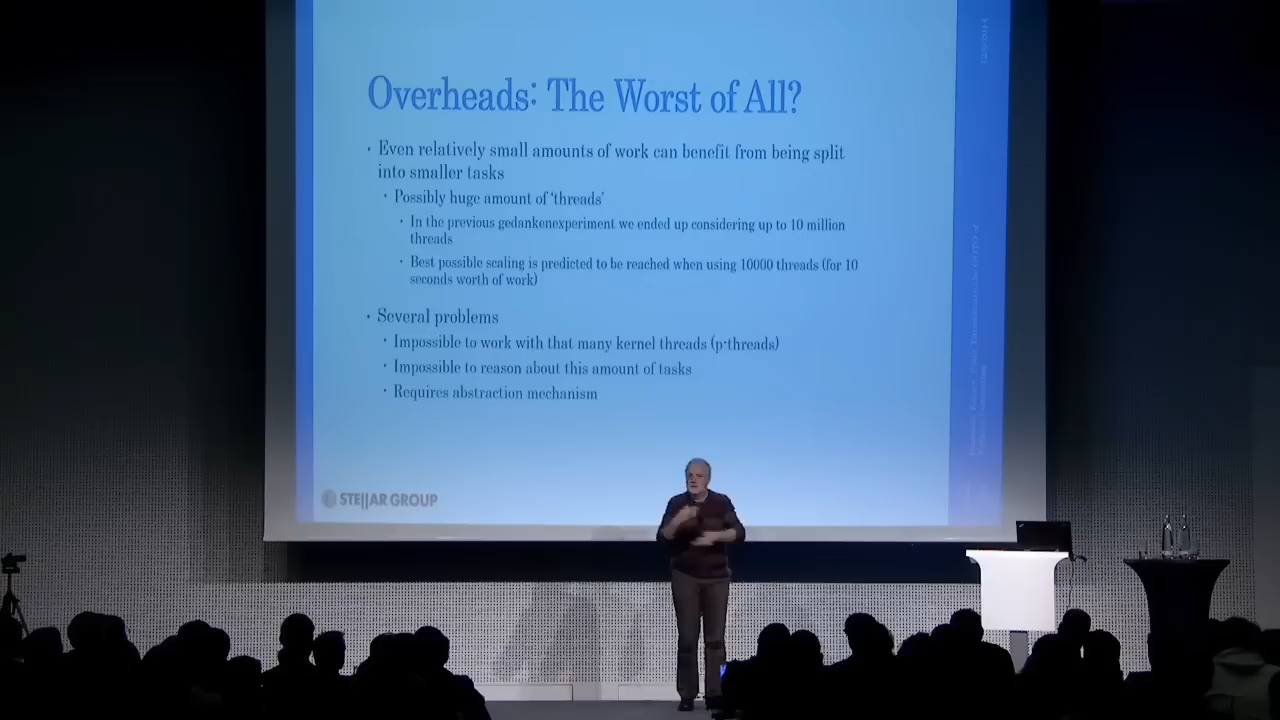 Overheads: The Worst of All?
• Even relatively small amounts of work can benefit from being split
into smaller tasks
• Possibly huge amount of ‘threads’
• In the previous gedankenexperiment we ended up considering up to 10 million
threads
• Best possible scaling is predicted to be reached when using 10000 threads (for 10
seconds worth of work)
• Several problems
• Impossible to work with that many kernel threads (p-threads)
• Impossible to reason about this amount of tasks
• Requires abstraction mechanism
STE||AR GROUP